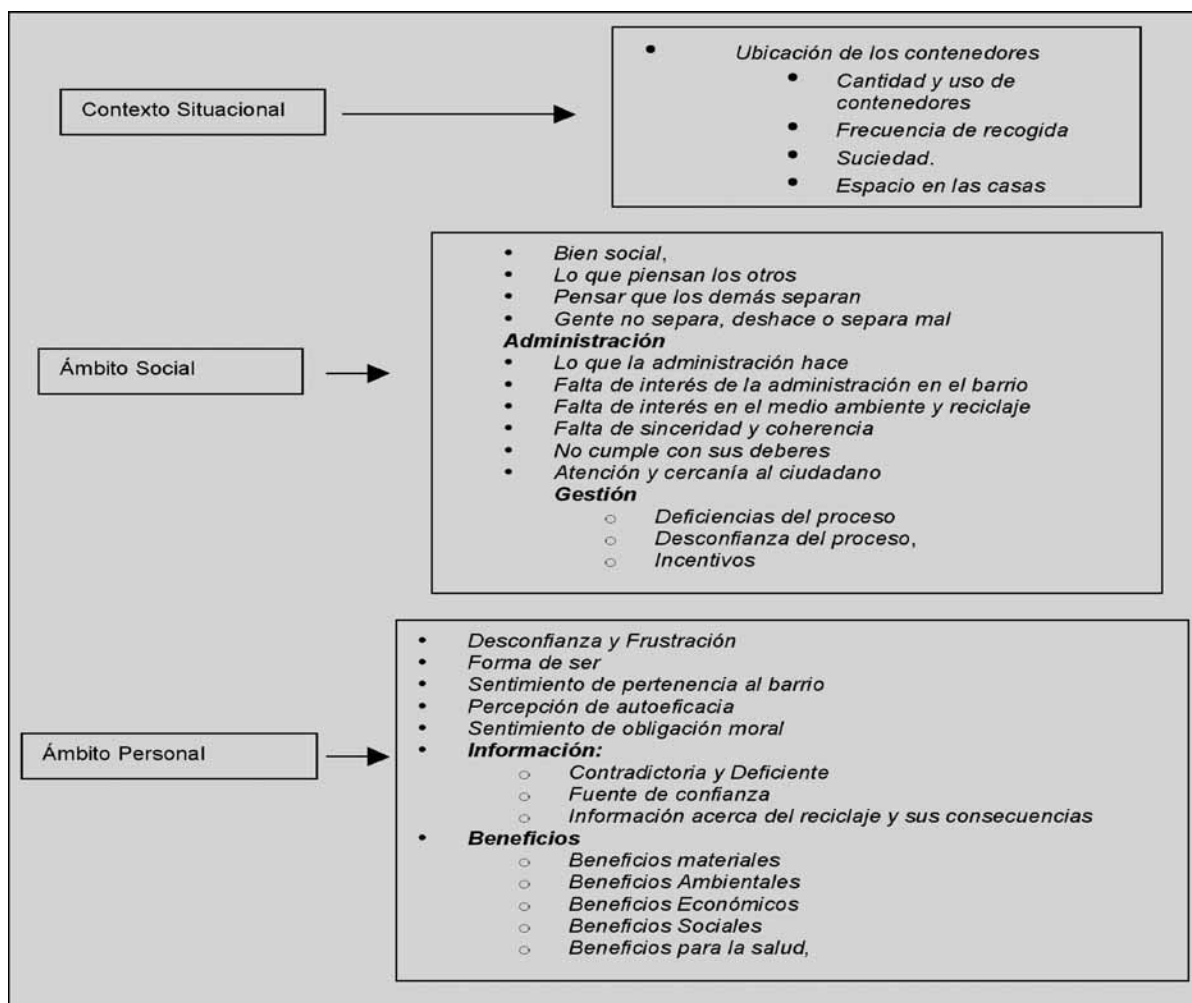 Contexto Situacional
• Ubicación de los contenedores
• Cantidad y uso de
contenedores
• Frecuencia de recogida
• Suciedad.
• Espacio en las casas
Ámbito Social
• Bien social,
• Lo que piensan los otros
• Pensar que los demás separan
• Gente no separa, deshace o separa mal
Administración
• Lo que la administración hace
• Falta de interés de la administración en el barrio
• Falta de interés en el medio ambiente y reciclaje
• Falta de sinceridad y coherencia
• No cumple con sus deberes
• Atención y cercanía al ciudadano
Gestión
○ Deficiencias del proceso
○ Desconfianza del proceso,
○ Incentivos
Ámbito Personal
• Desconfianza y Frustración
• Forma de ser
• Sentimiento de pertenencia al barrio
• Percepción de autoeficacia
• Sentimiento de obligación moral
• Información:
○ Contradictoria y Deficiente
○ Fuente de confianza
○ Información acerca del reciclaje y sus consecuencias
• Beneficios
○ Beneficios materiales
○ Beneficios Ambientales
○ Beneficios Económicos
○ Beneficios Sociales
○ Beneficios para la salud,